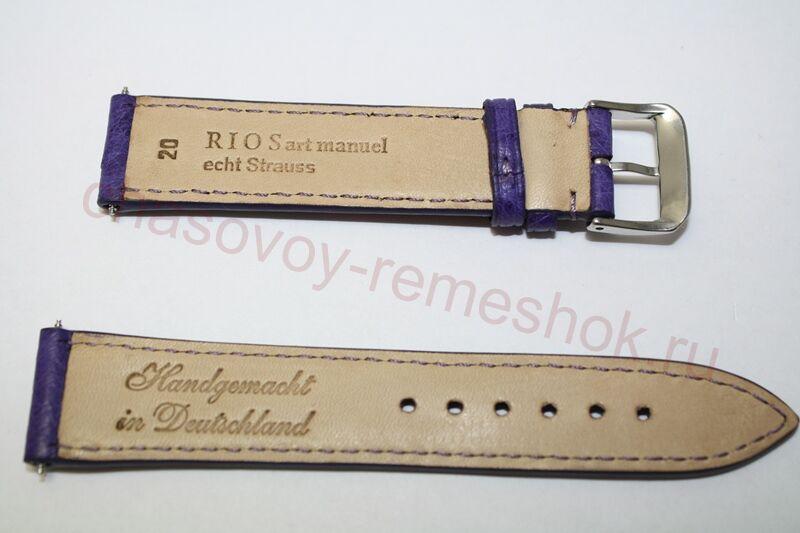 20
RIOS art manuel
echt Strauss
chasovoy-remeshok.ru
Handgemacht
in Deutschland